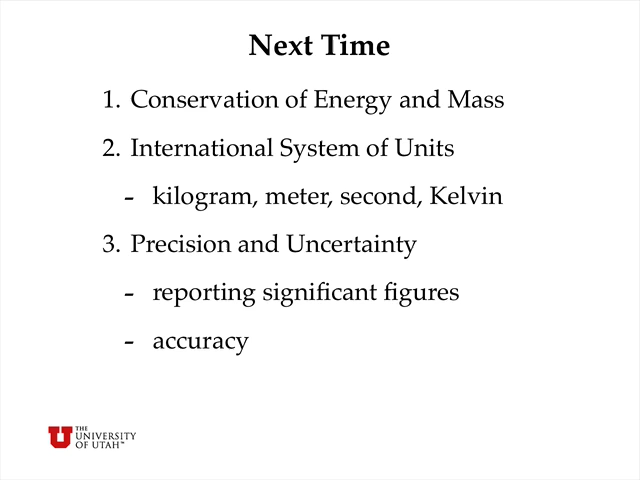 Next Time
1. Conservation of Energy and Mass
2. International System of Units
- kilogram, meter, second, Kelvin
3. Precision and Uncertainty
- reporting significant figures
- accuracy
U THE
UNIVERSITY
OF UTAH™